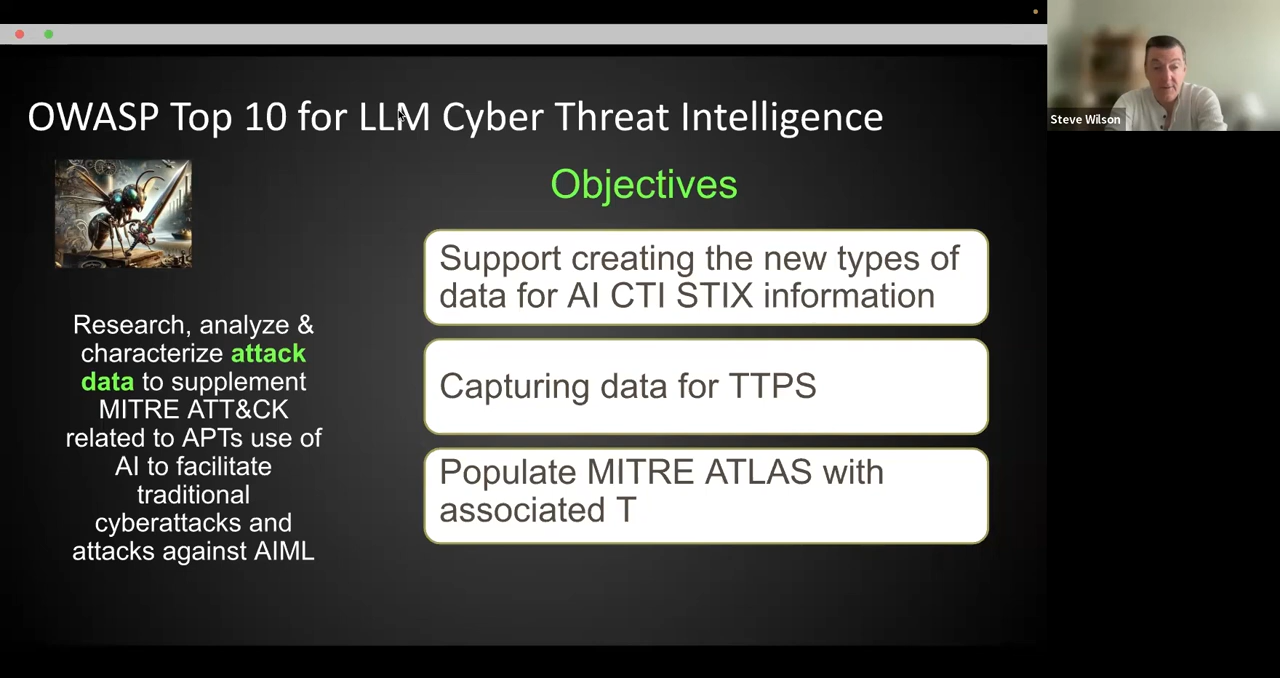 OWASP Top 10 for LLM Cyber Threat Intelligence
Objectives
Research, analyze &
characterize attack
data to supplement
MITRE ATT&CK
related to APTs use of
AI to facilitate
traditional
cyberattacks and
attacks against AIML
Support creating the new types of
data for AI CTI STIX information
Capturing data for TTPS
Populate MITRE ATLAS with
associated T
Steve Wilson